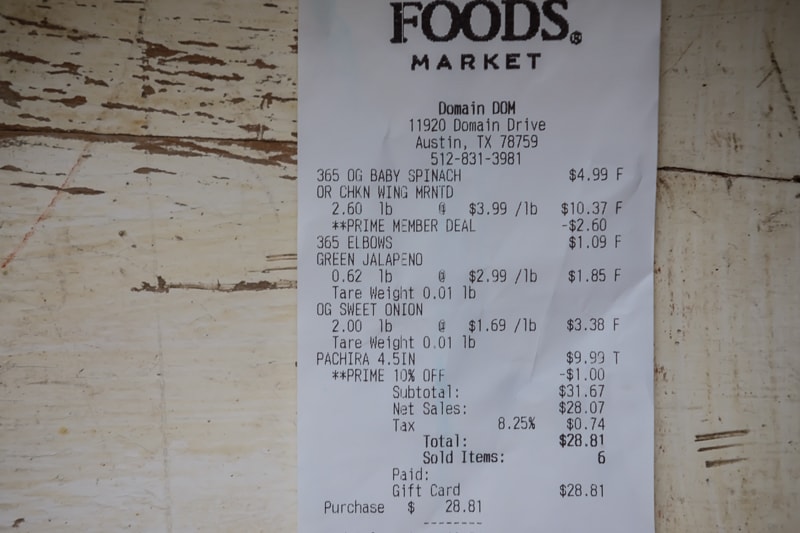 FOODS®
MARKET
Domain DOM
11920 Domain Drive
Austin, TX 78759
512-831-3981
365 OG BABY SPINACH $4.99 F
OR CHKN WING MRNTD
2.60 lb @ $3.99 /lb $10.37 F
**PRIME MEMBER DEAL -$2.60
365 ELBOWS $1.09 F
GREEN JALAPENO
0.62 lb @ $2.99 /lb $1.85 F
Tare Weight 0.01 lb
OG SWEET ONION
2.00 lb @ $1.69 /lb $3.38 F
Tare Weight 0.01 lb
PACHIRA 4.5IN $9.99 T
**PRIME 10% OFF -$1.00
Subtotal: $31.67
Net Sales: $28.07
Tax 8.25% $0.74
Total: $28.81
Sold Items: 6
Paid:
Gift Card $28.81
Purchase $ 28.81
--------